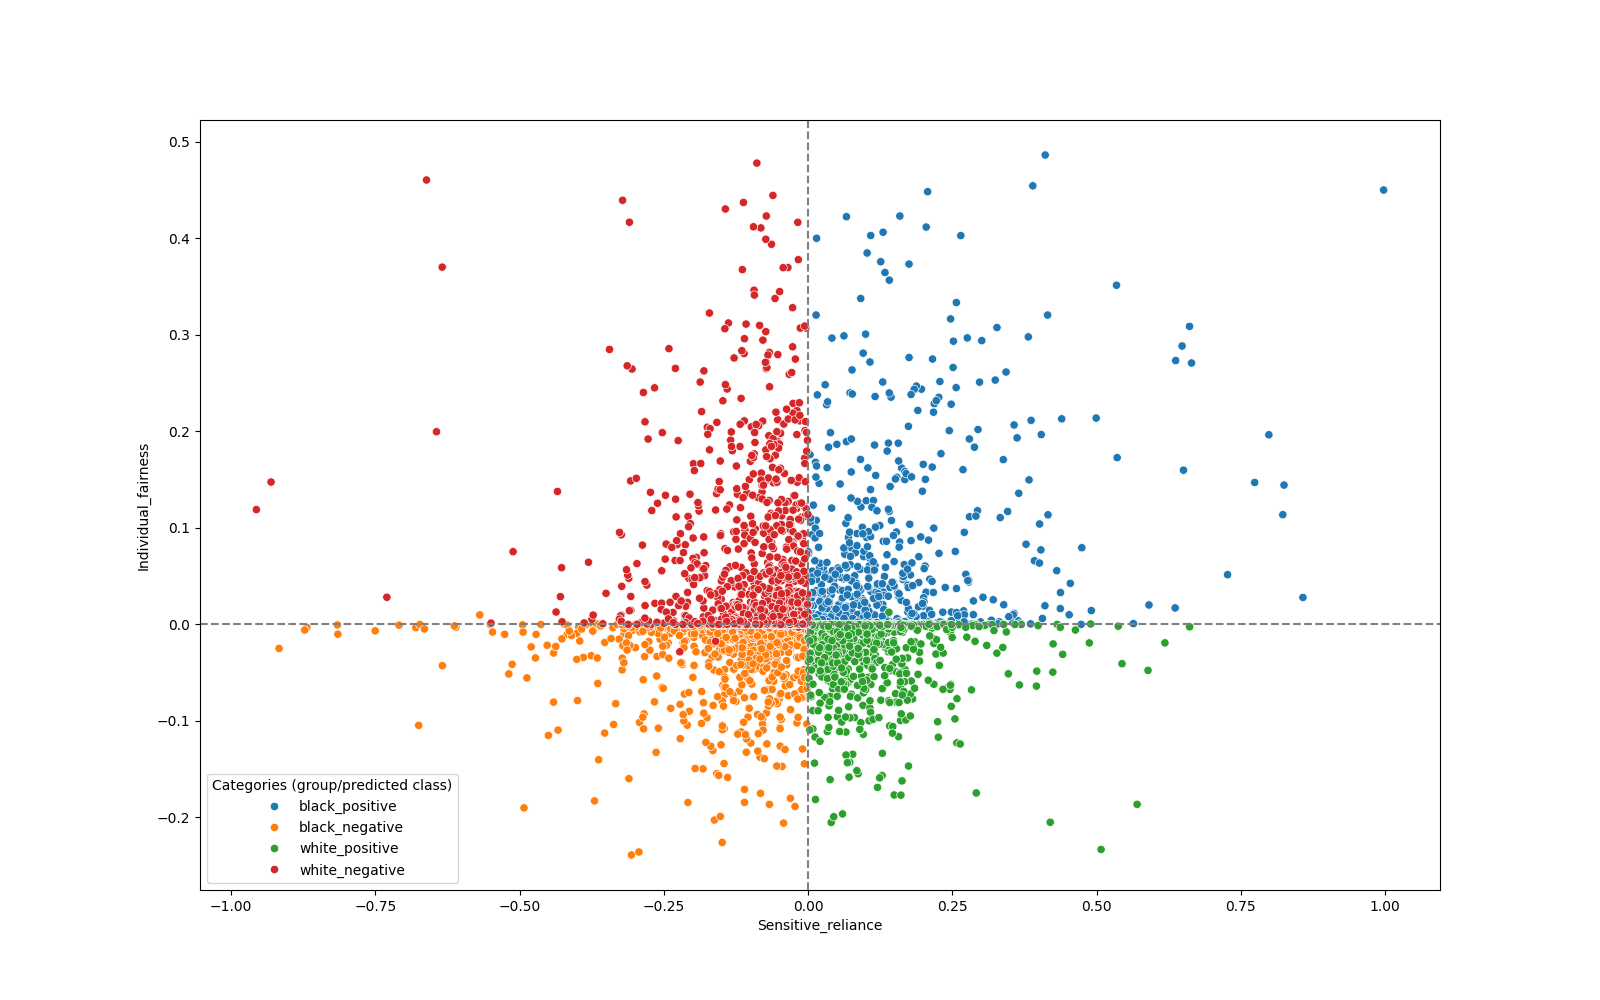 0.5
0.4
0.3
0.2
0.1
0.0
−0.1
−0.2
Individual_fairness
Categories (group/predicted class)
black_positive
black_negative
white_positive
white_negative
−1.00 −0.75 −0.50 −0.25 0.00 0.25 0.50 0.75 1.00
Sensitive_reliance